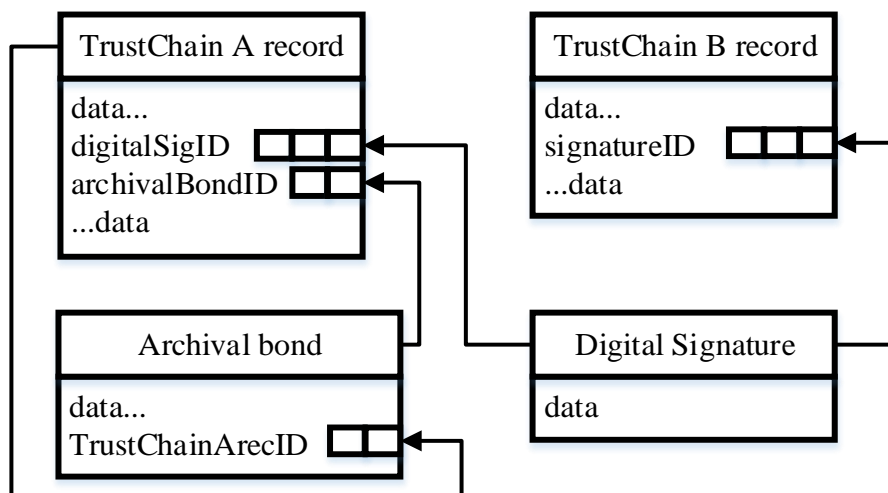 TrustChain A record
data...
digitalSigID
archivalBondID
...data
TrustChain B record
data...
signatureID
...data
Archival bond
data...
TrustChainArecID
Digital Signature
data